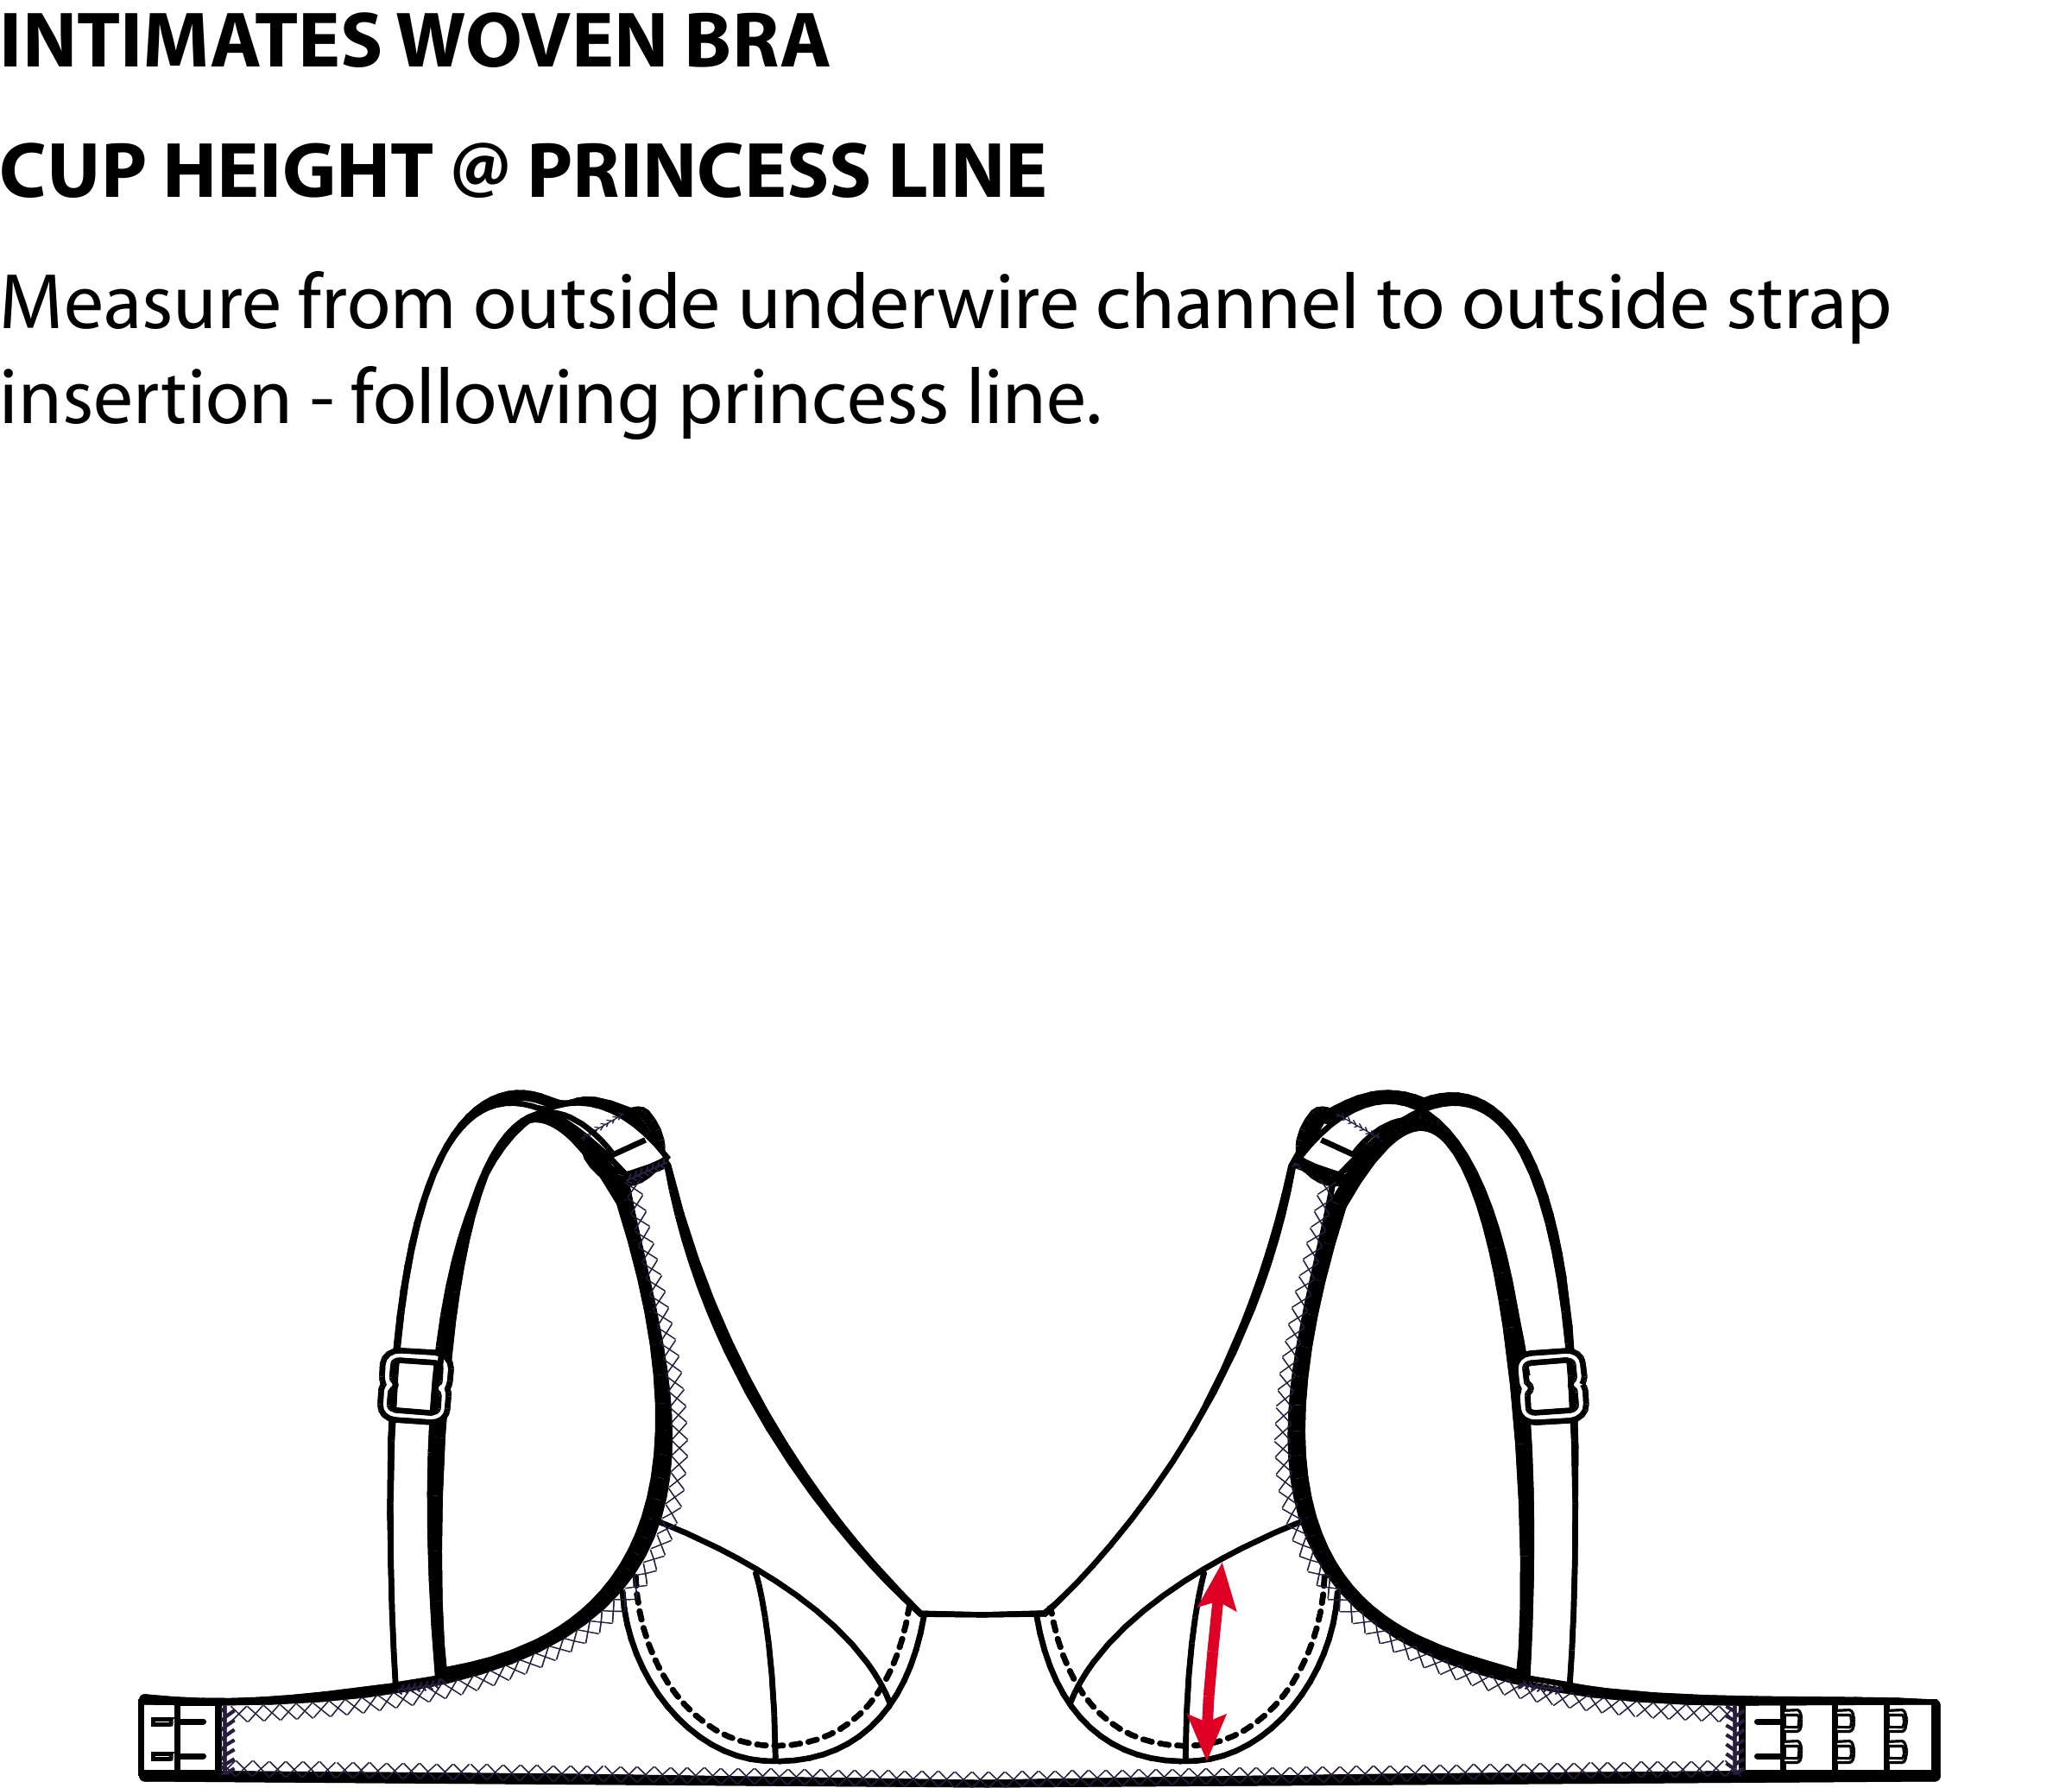 INTIMATES WOVEN BRA
CUP HEIGHT @ PRINCESS LINE
Measure from outside underwire channel to outside strap
insertion - following princess line.